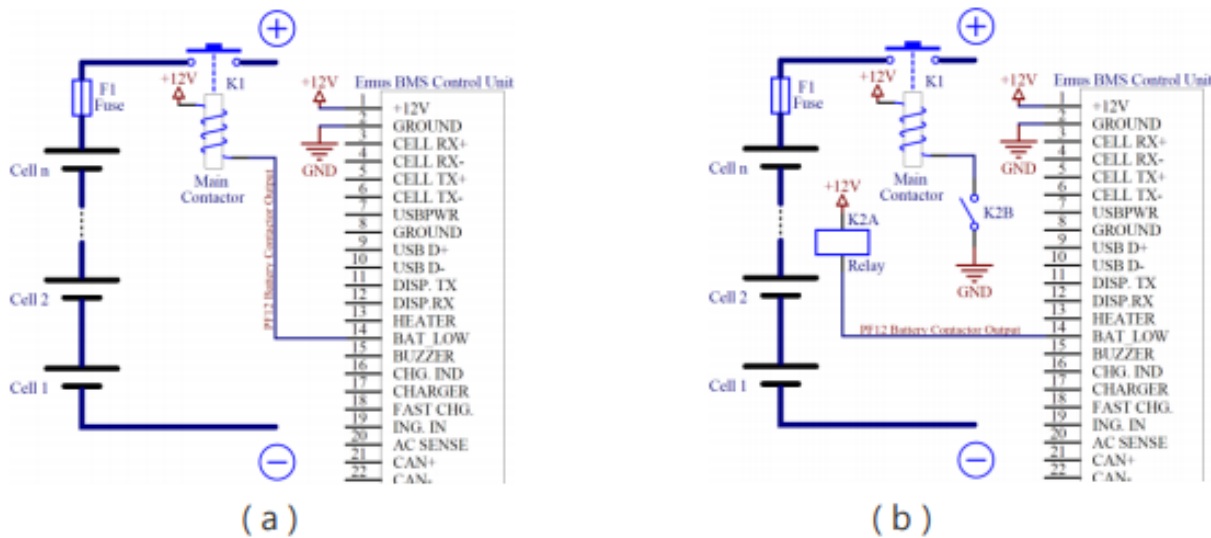 +12V
K1
F1
Fuse
+12V
Emus BMS Control Unit
1
+12V
2
GROUND
3
CELL RX+
4
CELL RX-
5
CELL TX+
6
CELL TX-
7
USBPWR
8
GROUND
9
USB D+
10
USB D-
11
DISP. TX
12
DISP.RX
13
HEATER
14
BAT_LOW
15
BUZZER
16
CHG. IND
17
CHARGER
18
FAST CHG.
19
ING. IN
20
AC SENSE
21
CAN+
22
CAN-
GND
Main
Contactor
PF12 Battery Contactor Output
Cell n
Cell 2
Cell 1
( a )
+12V
K1
F1
Fuse
+12V
Emus BMS Control Unit
1
+12V
2
GROUND
3
CELL RX+
4
CELL RX-
5
CELL TX+
6
CELL TX-
7
USBPWR
8
GROUND
9
USB D+
10
USB D-
11
DISP. TX
12
DISP.RX
13
HEATER
14
BAT_LOW
15
BUZZER
16
CHG. IND
17
CHARGER
18
FAST CHG.
19
ING. IN
20
AC SENSE
21
CAN+
22
CAN-
GND
Main
Contactor
+12V
K2A
Relay
K2B
GND
PF12 Battery Contactor Output
Cell n
Cell 2
Cell 1
( b )